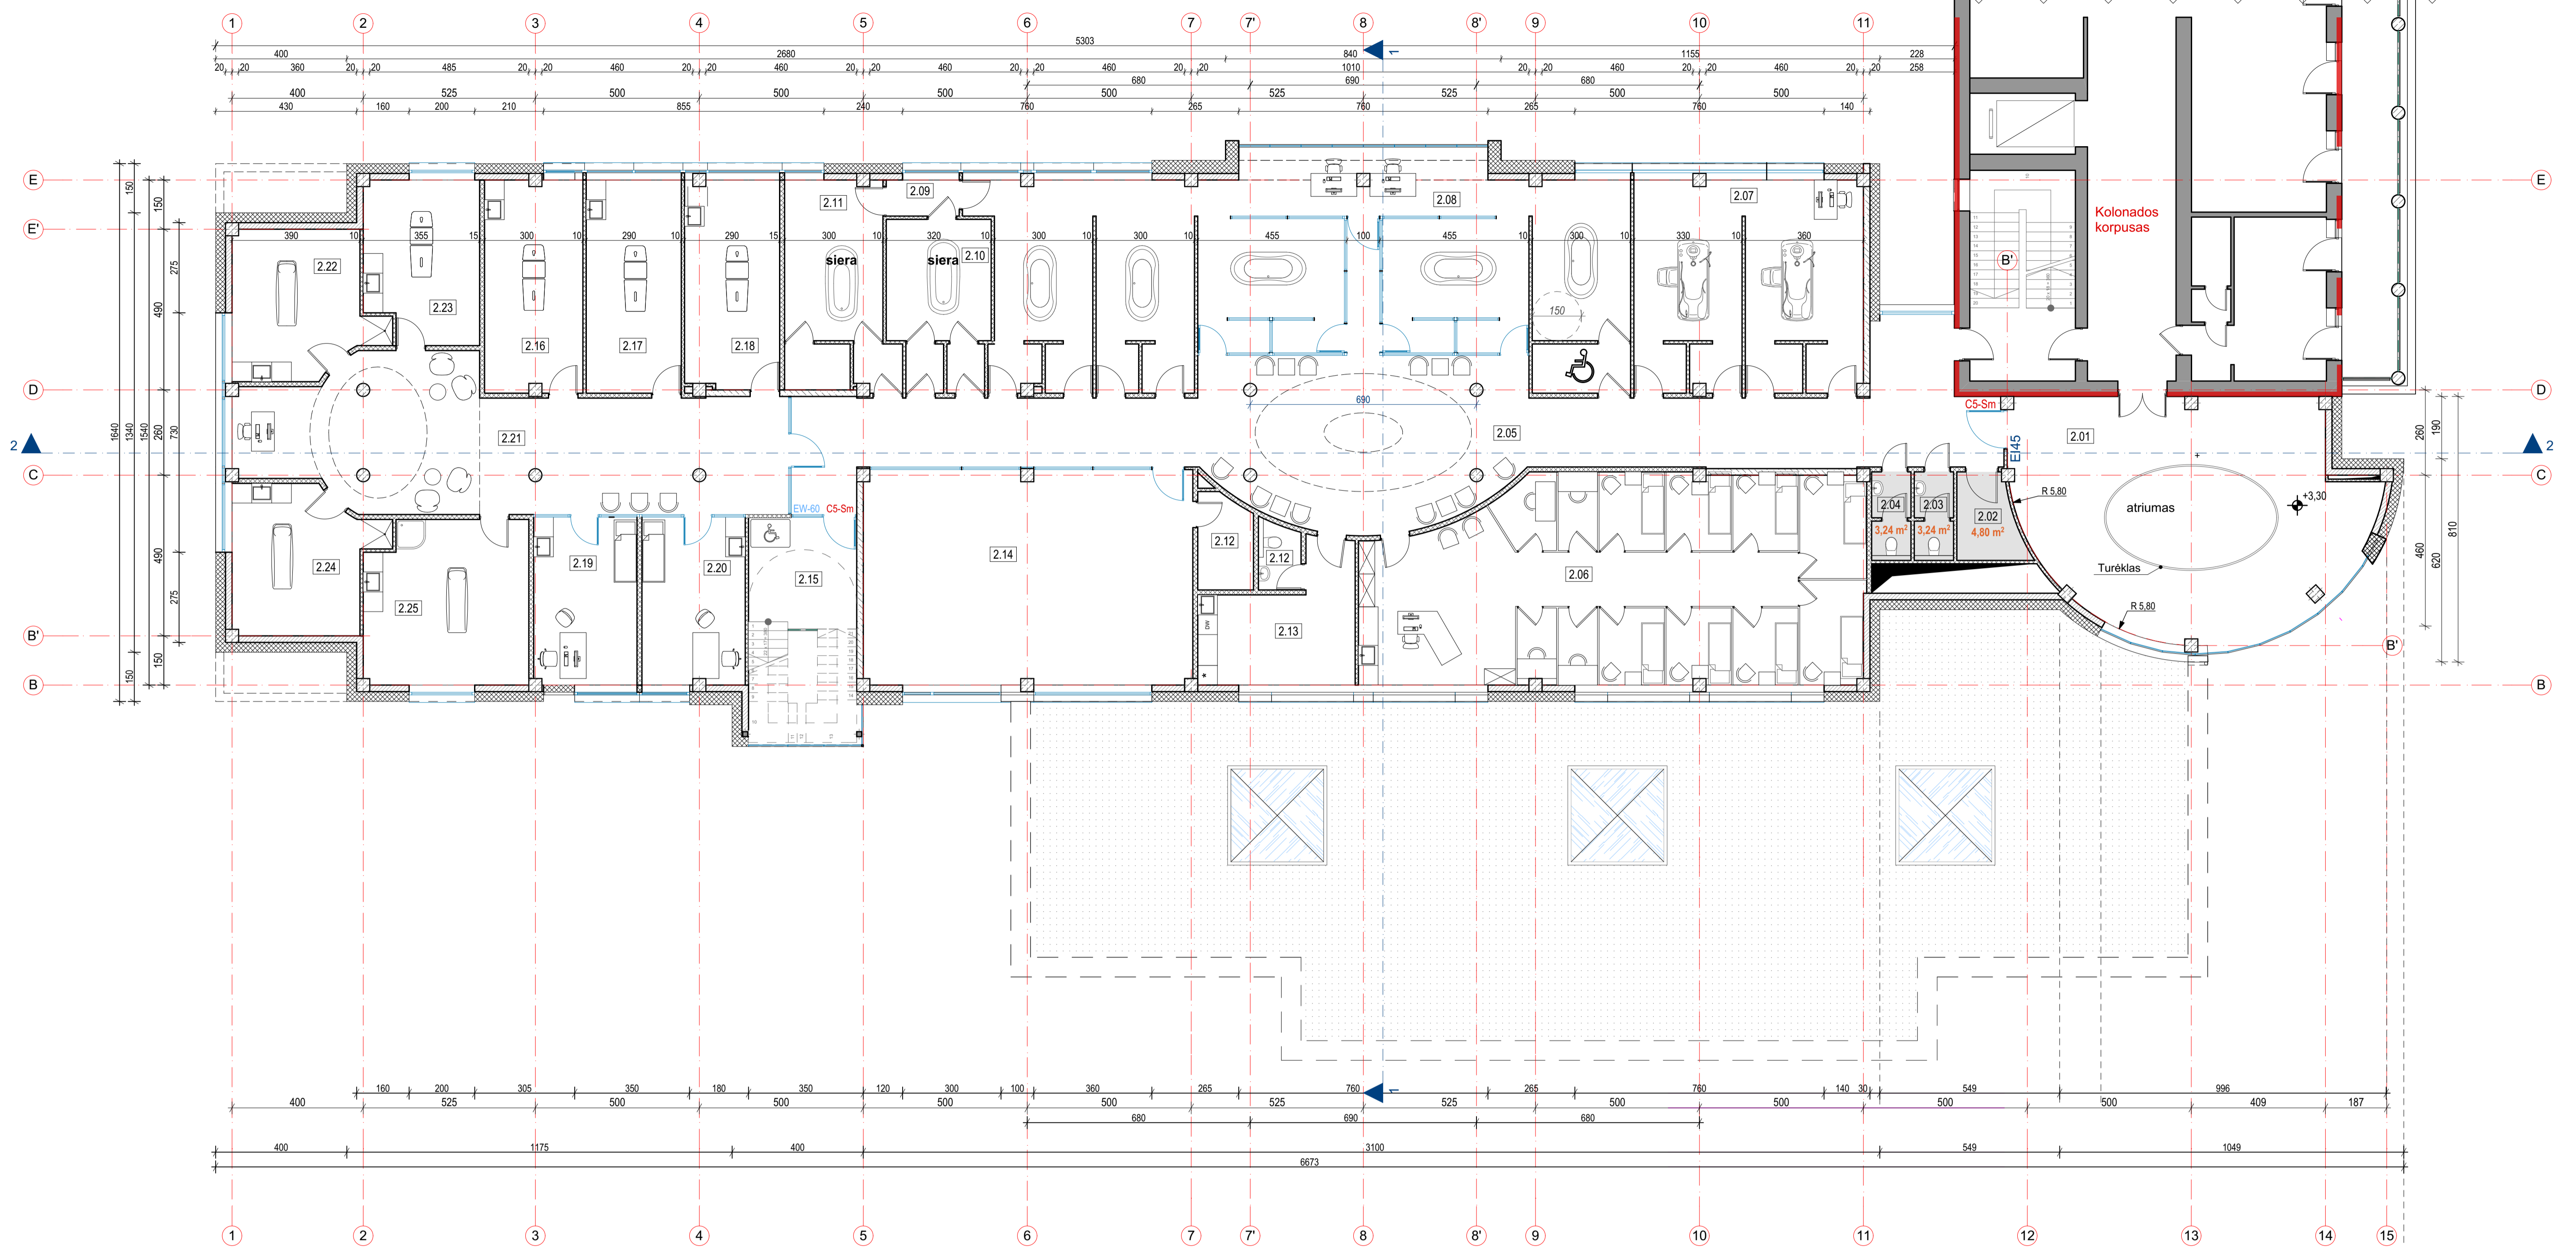 1 2 3 4 5 6 7 7' 8 8' 9 10 11
5303
1
400 2680 840 1155 228
20 360 20 20 485 20 20 460 20 20 460 20 20 460 20 20 460 20 20 1010 20 20 460 20 20 460 20 20 258
680 690 680
400 525 500 500 500 500 525 525 500 500
430 160 200 210 855 240 760 265 760 265 760 140
E E
E'
D D
C C
B' B'
B B
B'
2 2
150 150 275 490 260 730 490 275 150 150
1640 1340 1540
2.09 2.11 2.08 2.07
Kolonados
korpusas
390 10 355 15 300 10 290 10 290 15 300 10 320 10 300 10 300 10 455 100 455 10 300 10 330 10 360
siera siera 2.10
2.22 2.23
150
2.16 2.17 2.18
690
2.21 2.05
C5-Sm
2.01
EI45
260 190
460 620 810
R 5,80
+3,30
atriumas
2.04 2.03 2.02
3,24 m² 3,24 m² 4,80 m²
Turėklas
R 5,80
EW-60 C5-Sm
2.14 2.12 2.12
2.24 2.19 2.20 2.15 2.06
2.25
DW
2.13
160 200 305 350 180 350 120 300 100 360 265 760 265 760 140 30 549 996
1
400 525 500 500 500 500 525 525 500 500 500 500 409 187
680 690 680
400 1175 400 3100 549 1049
6673
1 2 3 4 5 6 7 7' 8 8' 9 10 11 12 13 14 15